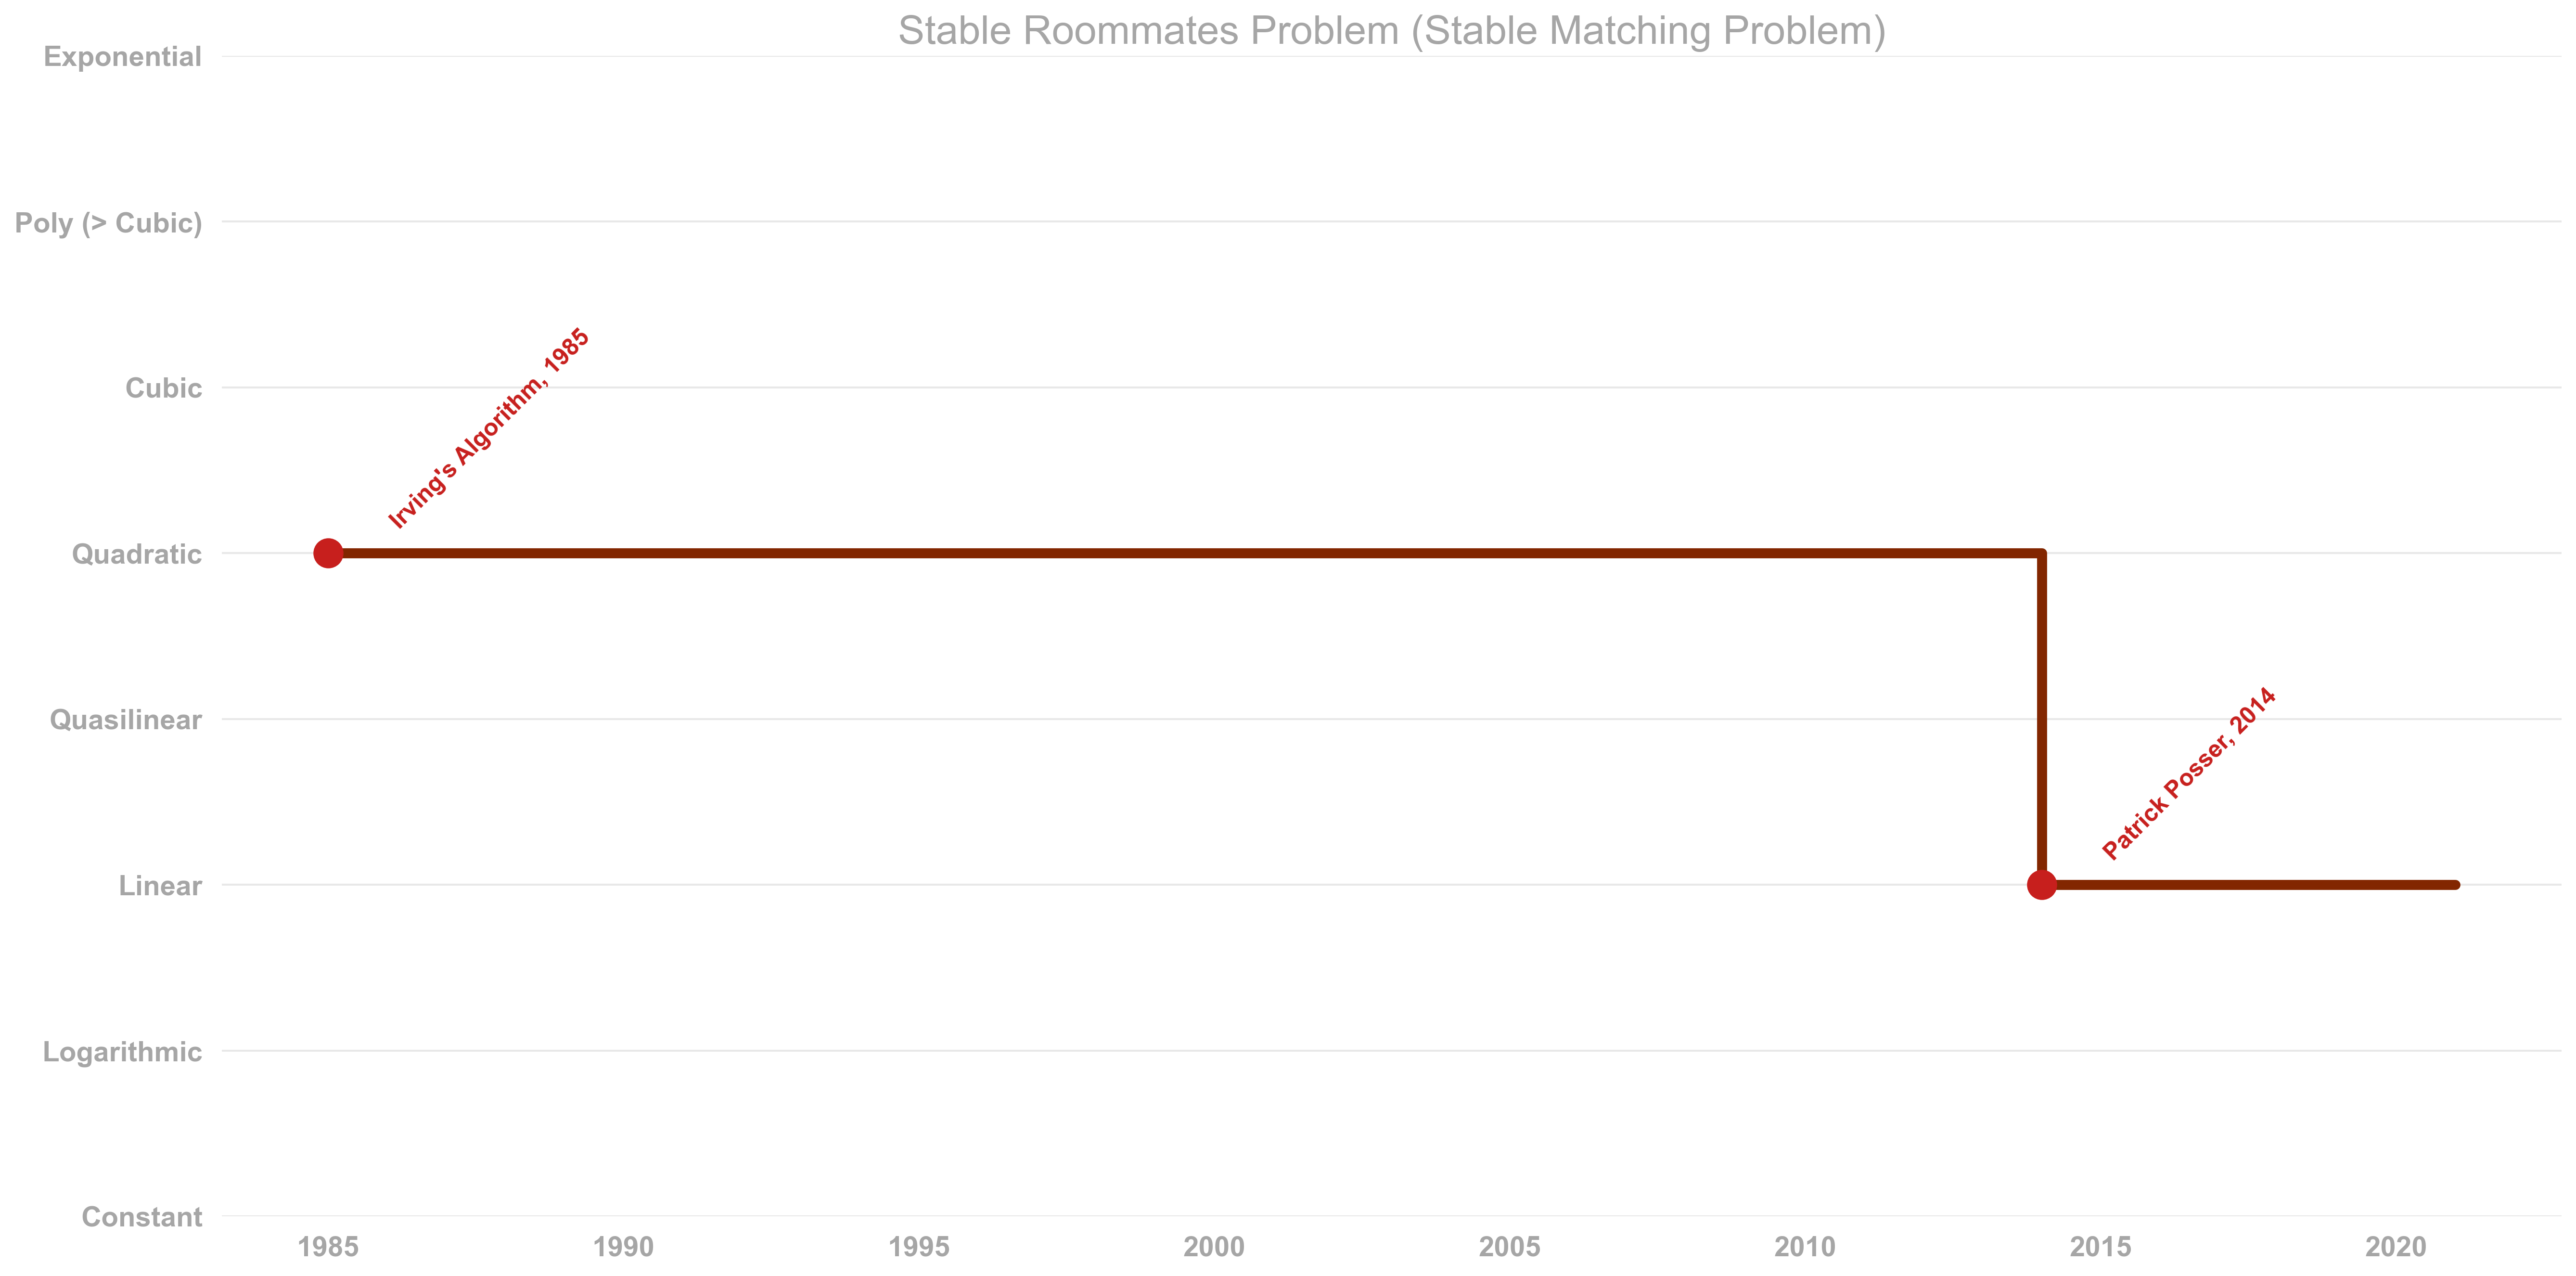 Stable Roommates Problem (Stable Matching Problem)
Exponential
Poly (> Cubic)
Cubic
Quadratic
Quasilinear
Linear
Logarithmic
Constant
Irving's Algorithm, 1985
Patrick Posser, 2014
1985 1990 1995 2000 2005 2010 2015 2020